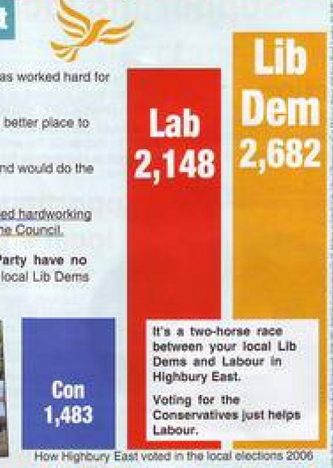 t
as worked hard for
better place to
nd would do the
ed hardworking
he Council.
Party have no
local Lib Dems
Lib
Dem
2,682
Lab
2,148
Con
1,483
It's a two-horse race
between your local Lib
Dems and Labour in
Highbury East.
Voting for the
Conservatives just helps
Labour.
How Highbury East voted in the local elections 2006